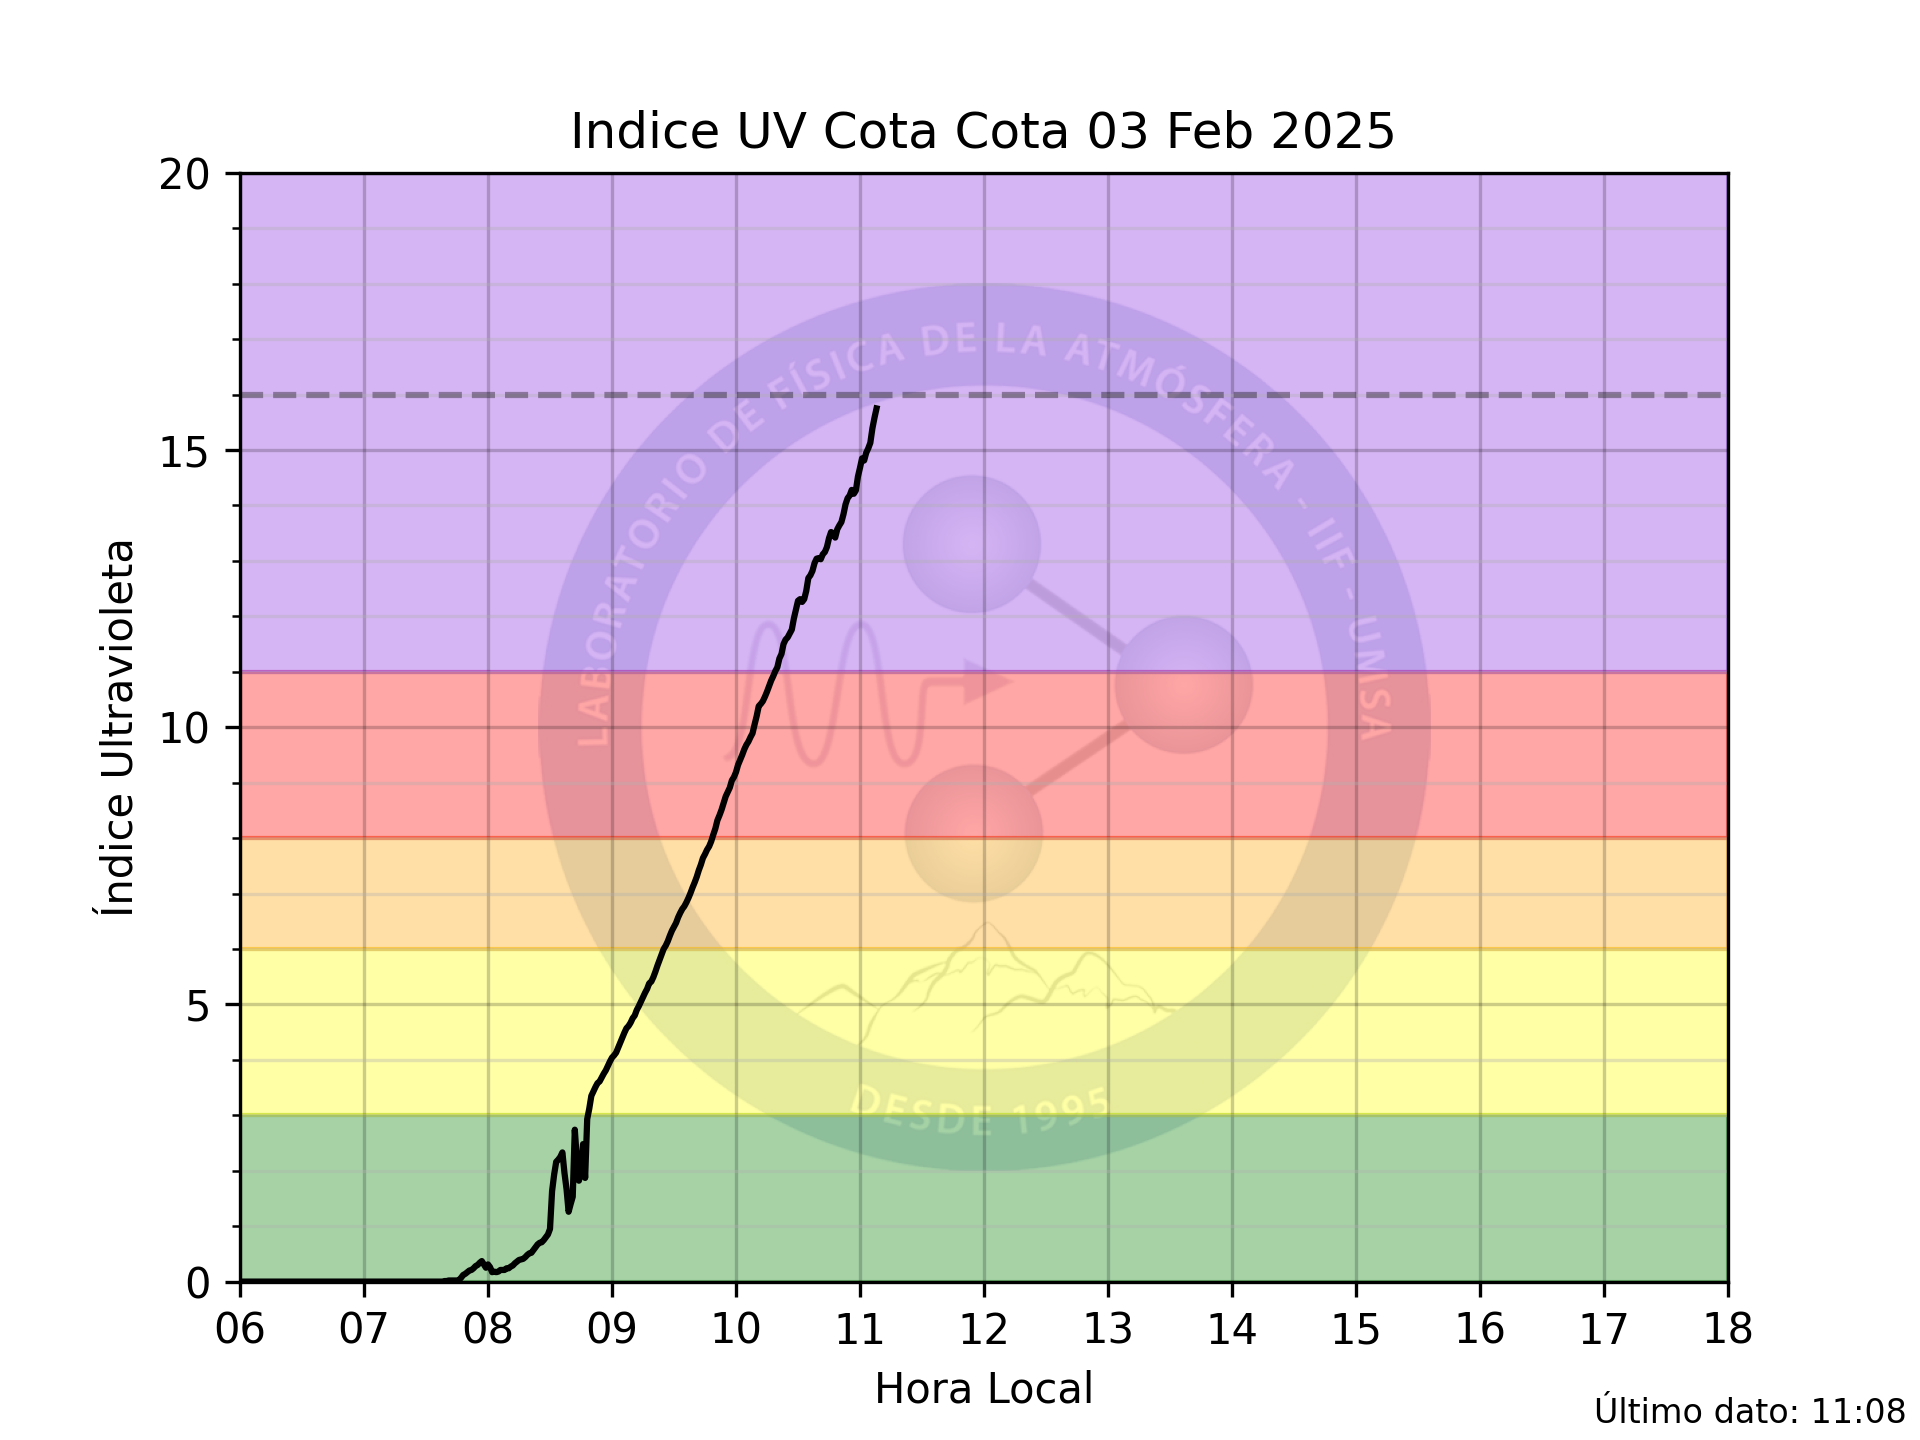 Indice UV Cota Cota 03 Feb 2025
20
15
10
5
0
Índice Ultravioleta
LABORATORIO DE FÍSICA DE LA ATMÓSFERA - IIF - UMSA
DESDE 1995
06 07 08 09 10 11 12 13 14 15 16 17 18
Hora Local
Último dato: 11:08